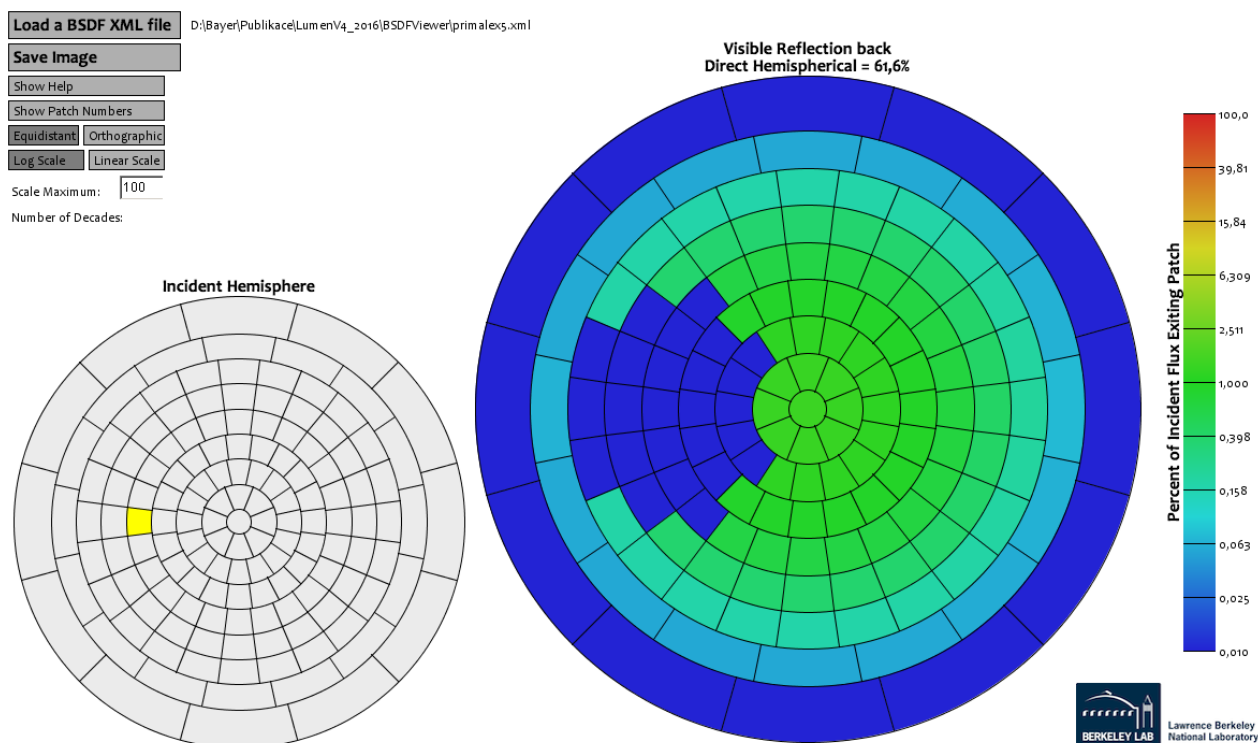 Load a BSDF XML file
D:\Bayer\Publikace\LumenV4_2016\BSDFViewer\primalex5.xml
Save Image
Show Help
Show Patch Numbers
Equidistant
Orthographic
Log Scale
Linear Scale
Scale Maximum:
100
Number of Decades:
Incident Hemisphere
Visible Reflection back
Direct Hemispherical = 61,6%
Percent of Incident Flux Exiting Patch
100,0
39,81
15,84
6,309
2,511
1,000
0,398
0,158
0,063
0,025
0,010
BERKELEY LAB
Lawrence Berkeley
National Laboratory